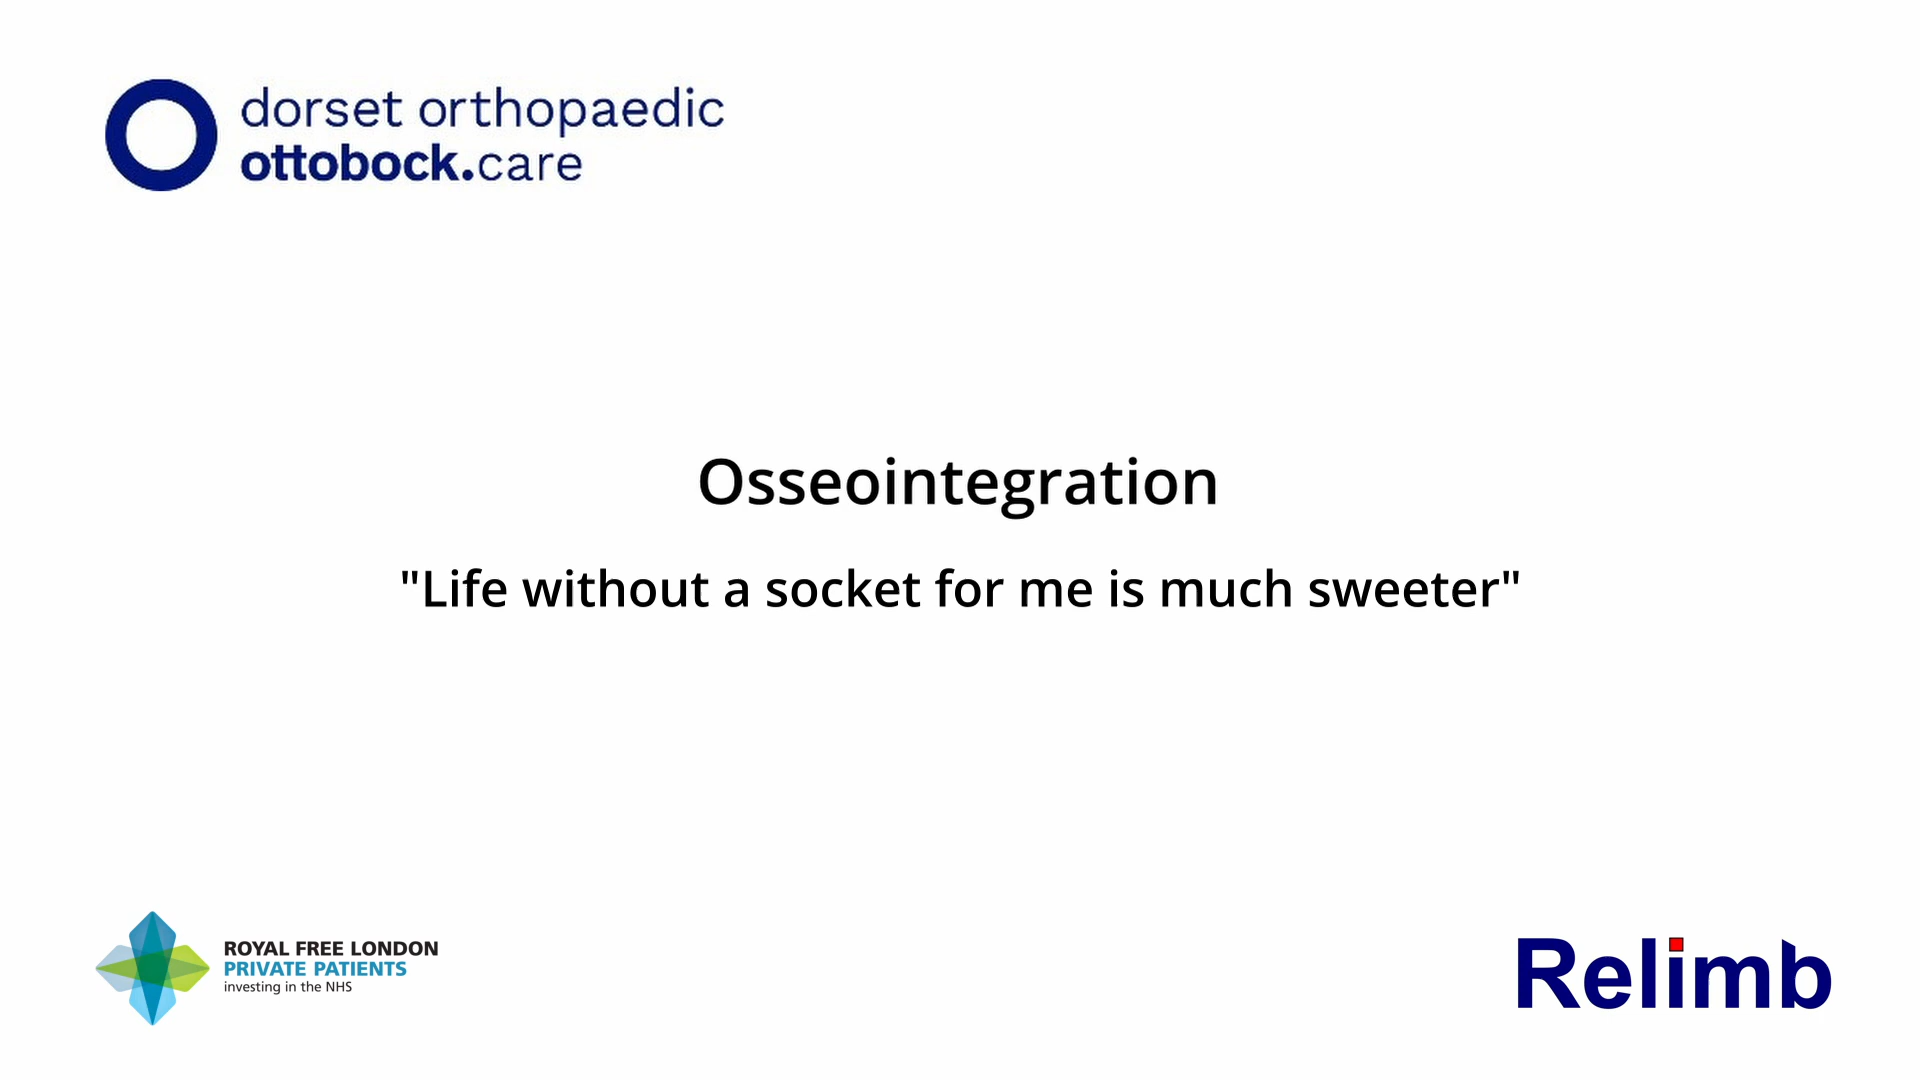 dorset orthopaedic
ottobock.care
Osseointegration
"Life without a socket for me is much sweeter"
ROYAL FREE LONDON
PRIVATE PATIENTS
investing in the NHS
Relimb